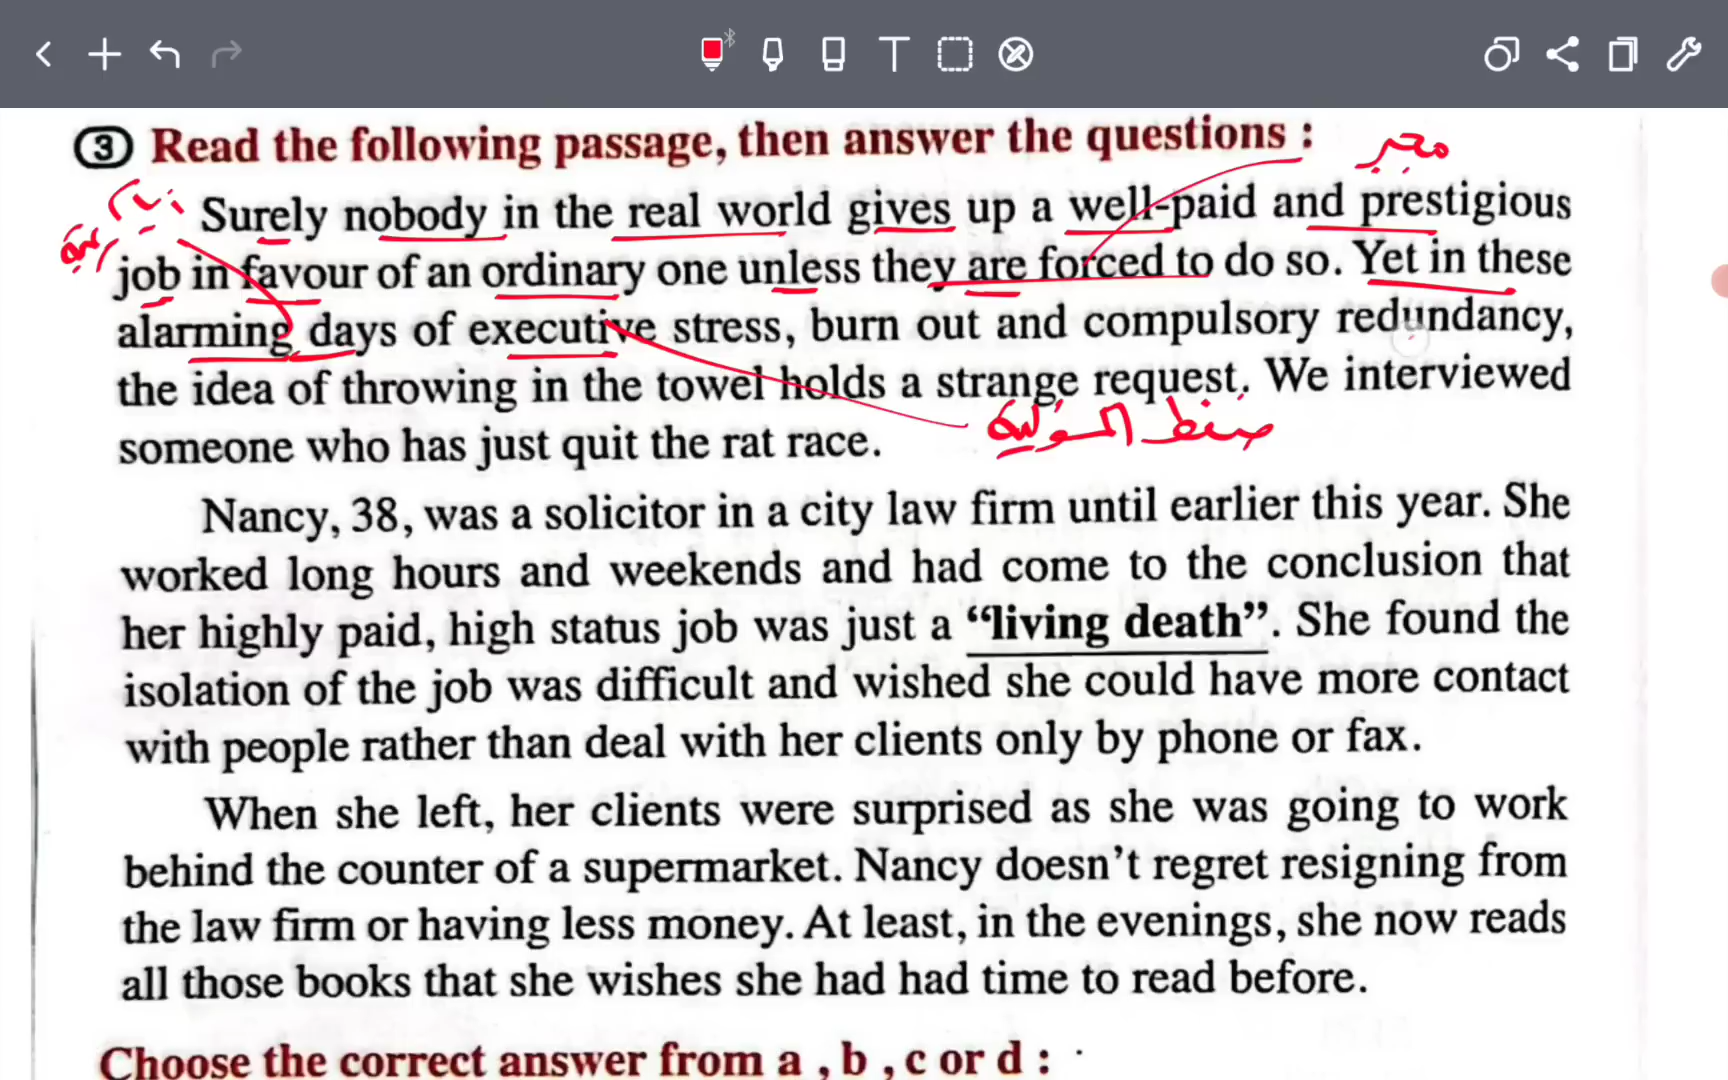 3 Read the following passage, then answer the questions :
مجبر
Surely nobody in the real world gives up a well-paid and prestigious
job in favour of an ordinary one unless they are forced to do so. Yet in these
alarming days of executive stress, burn out and compulsory redundancy,
the idea of throwing in the towel holds a strange request. We interviewed
ضغط المسؤلية
someone who has just quit the rat race.
Nancy, 38, was a solicitor in a city law firm until earlier this year. She
worked long hours and weekends and had come to the conclusion that
her highly paid, high status job was just a “living death”. She found the
isolation of the job was difficult and wished she could have more contact
with people rather than deal with her clients only by phone or fax.
When she left, her clients were surprised as she was going to work
behind the counter of a supermarket. Nancy doesn’t regret resigning from
the law firm or having less money. At least, in the evenings, she now reads
all those books that she wishes she had had time to read before.
Choose the correct answer from a , b , c or d :